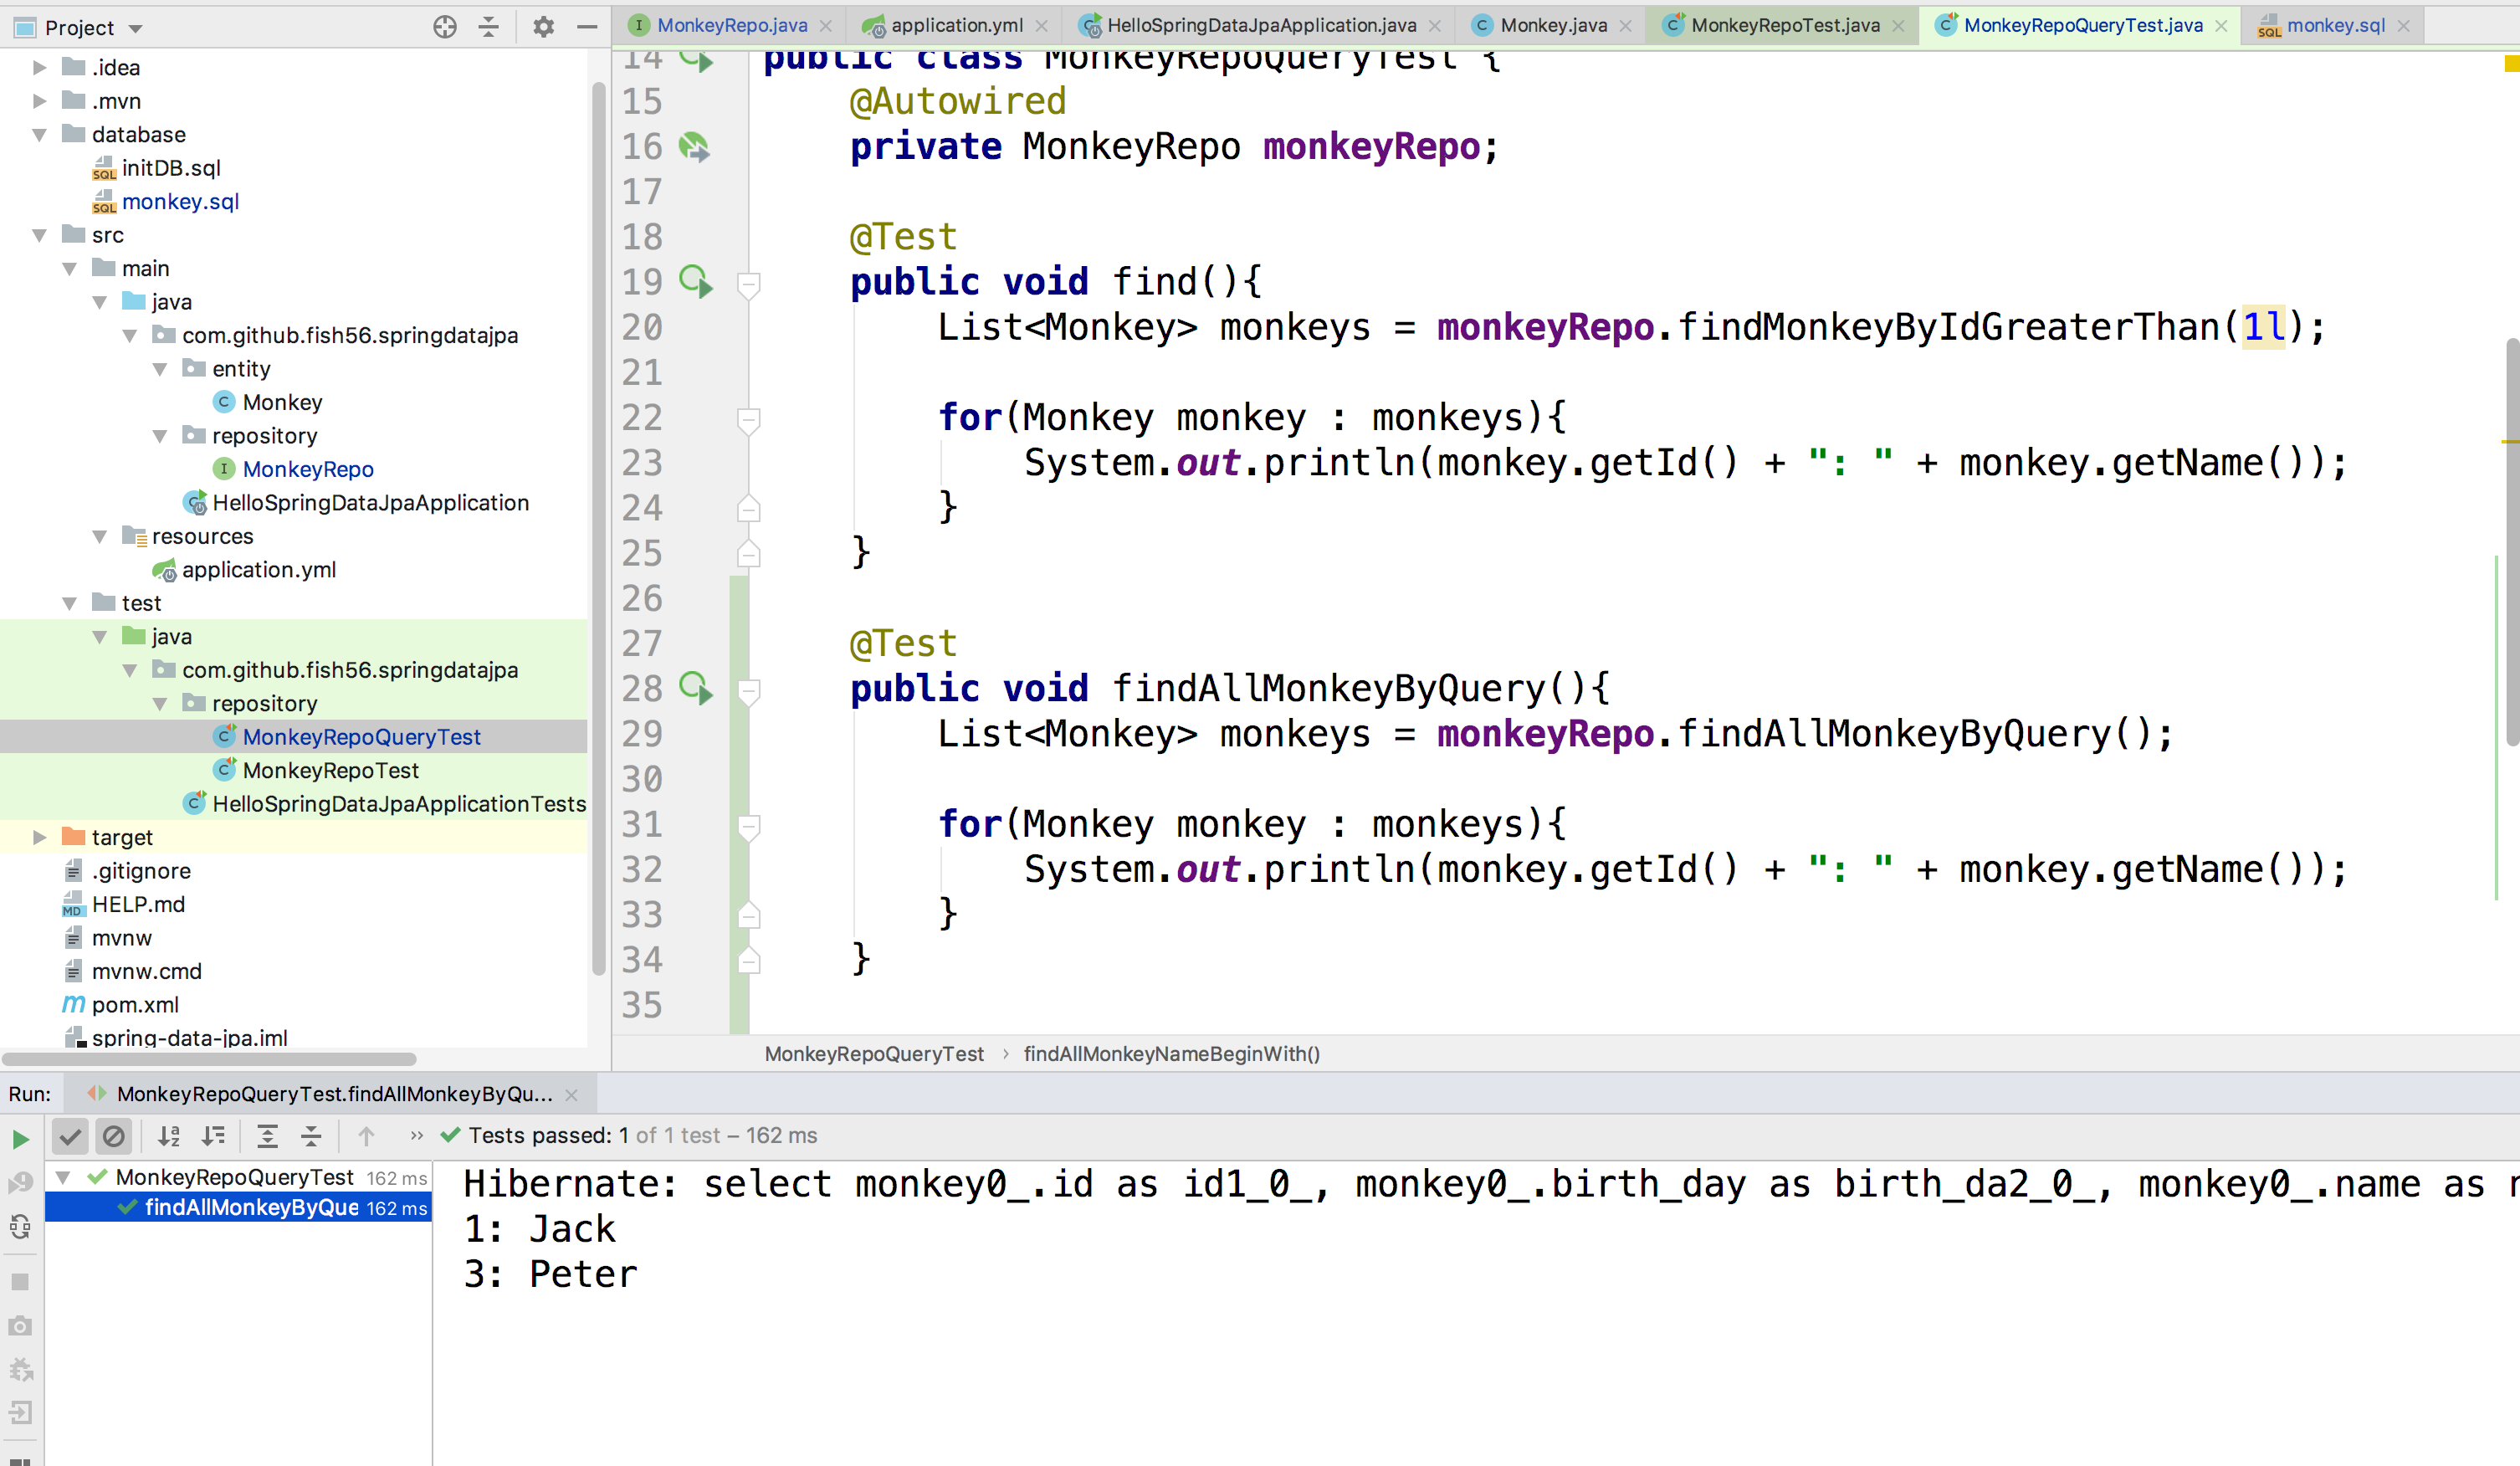 Project
MonkeyRepo.java
application.yml
HelloSpringDataJpaApplication.java
Monkey.java
MonkeyRepoTest.java
MonkeyRepoQueryTest.java
monkey.sql
.idea
.mvn
database
initDB.sql
monkey.sql
src
main
java
com.github.fish56.springdatajpa
entity
Monkey
repository
MonkeyRepo
HelloSpringDataJpaApplication
resources
application.yml
test
java
com.github.fish56.springdatajpa
repository
MonkeyRepoQueryTest
MonkeyRepoTest
HelloSpringDataJpaApplicationTests
target
.gitignore
HELP.md
mvnw
mvnw.cmd
pom.xml
spring-data-jpa.iml
14 public class MonkeyRepoQueryTest {
15 @Autowired
16 private MonkeyRepo monkeyRepo;
17
18 @Test
19 public void find(){
20 List<Monkey> monkeys = monkeyRepo.findMonkeyByIdGreaterThan(1l);
21
22 for(Monkey monkey : monkeys){
23 System.out.println(monkey.getId() + ": " + monkey.getName());
24 }
25 }
26
27 @Test
28 public void findAllMonkeyByQuery(){
29 List<Monkey> monkeys = monkeyRepo.findAllMonkeyByQuery();
30
31 for(Monkey monkey : monkeys){
32 System.out.println(monkey.getId() + ": " + monkey.getName());
33 }
34 }
35
MonkeyRepoQueryTest › findAllMonkeyNameBeginWith()
Run: MonkeyRepoQueryTest.findAllMonkeyByQu...
» Tests passed: 1 of 1 test – 162 ms
MonkeyRepoQueryTest 162 ms
findAllMonkeyByQue 162 ms
Hibernate: select monkey0_.id as id1_0_, monkey0_.birth_day as birth_da2_0_, monkey0_.name as
1: Jack
3: Peter